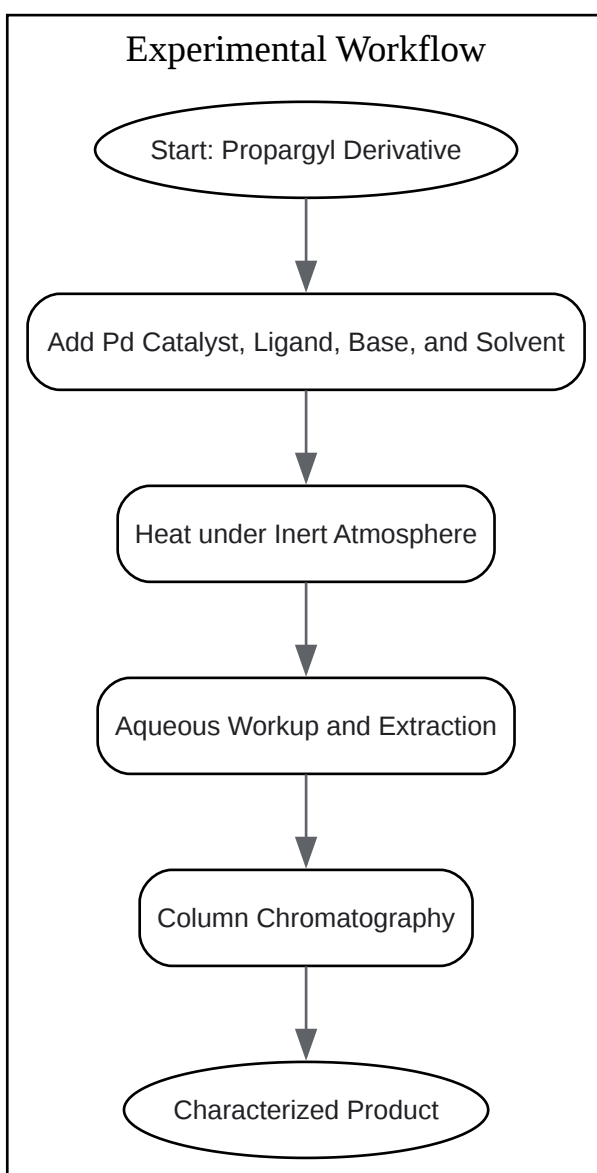 Experimental Workflow
Start: Propargyl Derivative
Add Pd Catalyst, Ligand, Base, and Solvent
Heat under Inert Atmosphere
Aqueous Workup and Extraction
Column Chromatography
Characterized Product